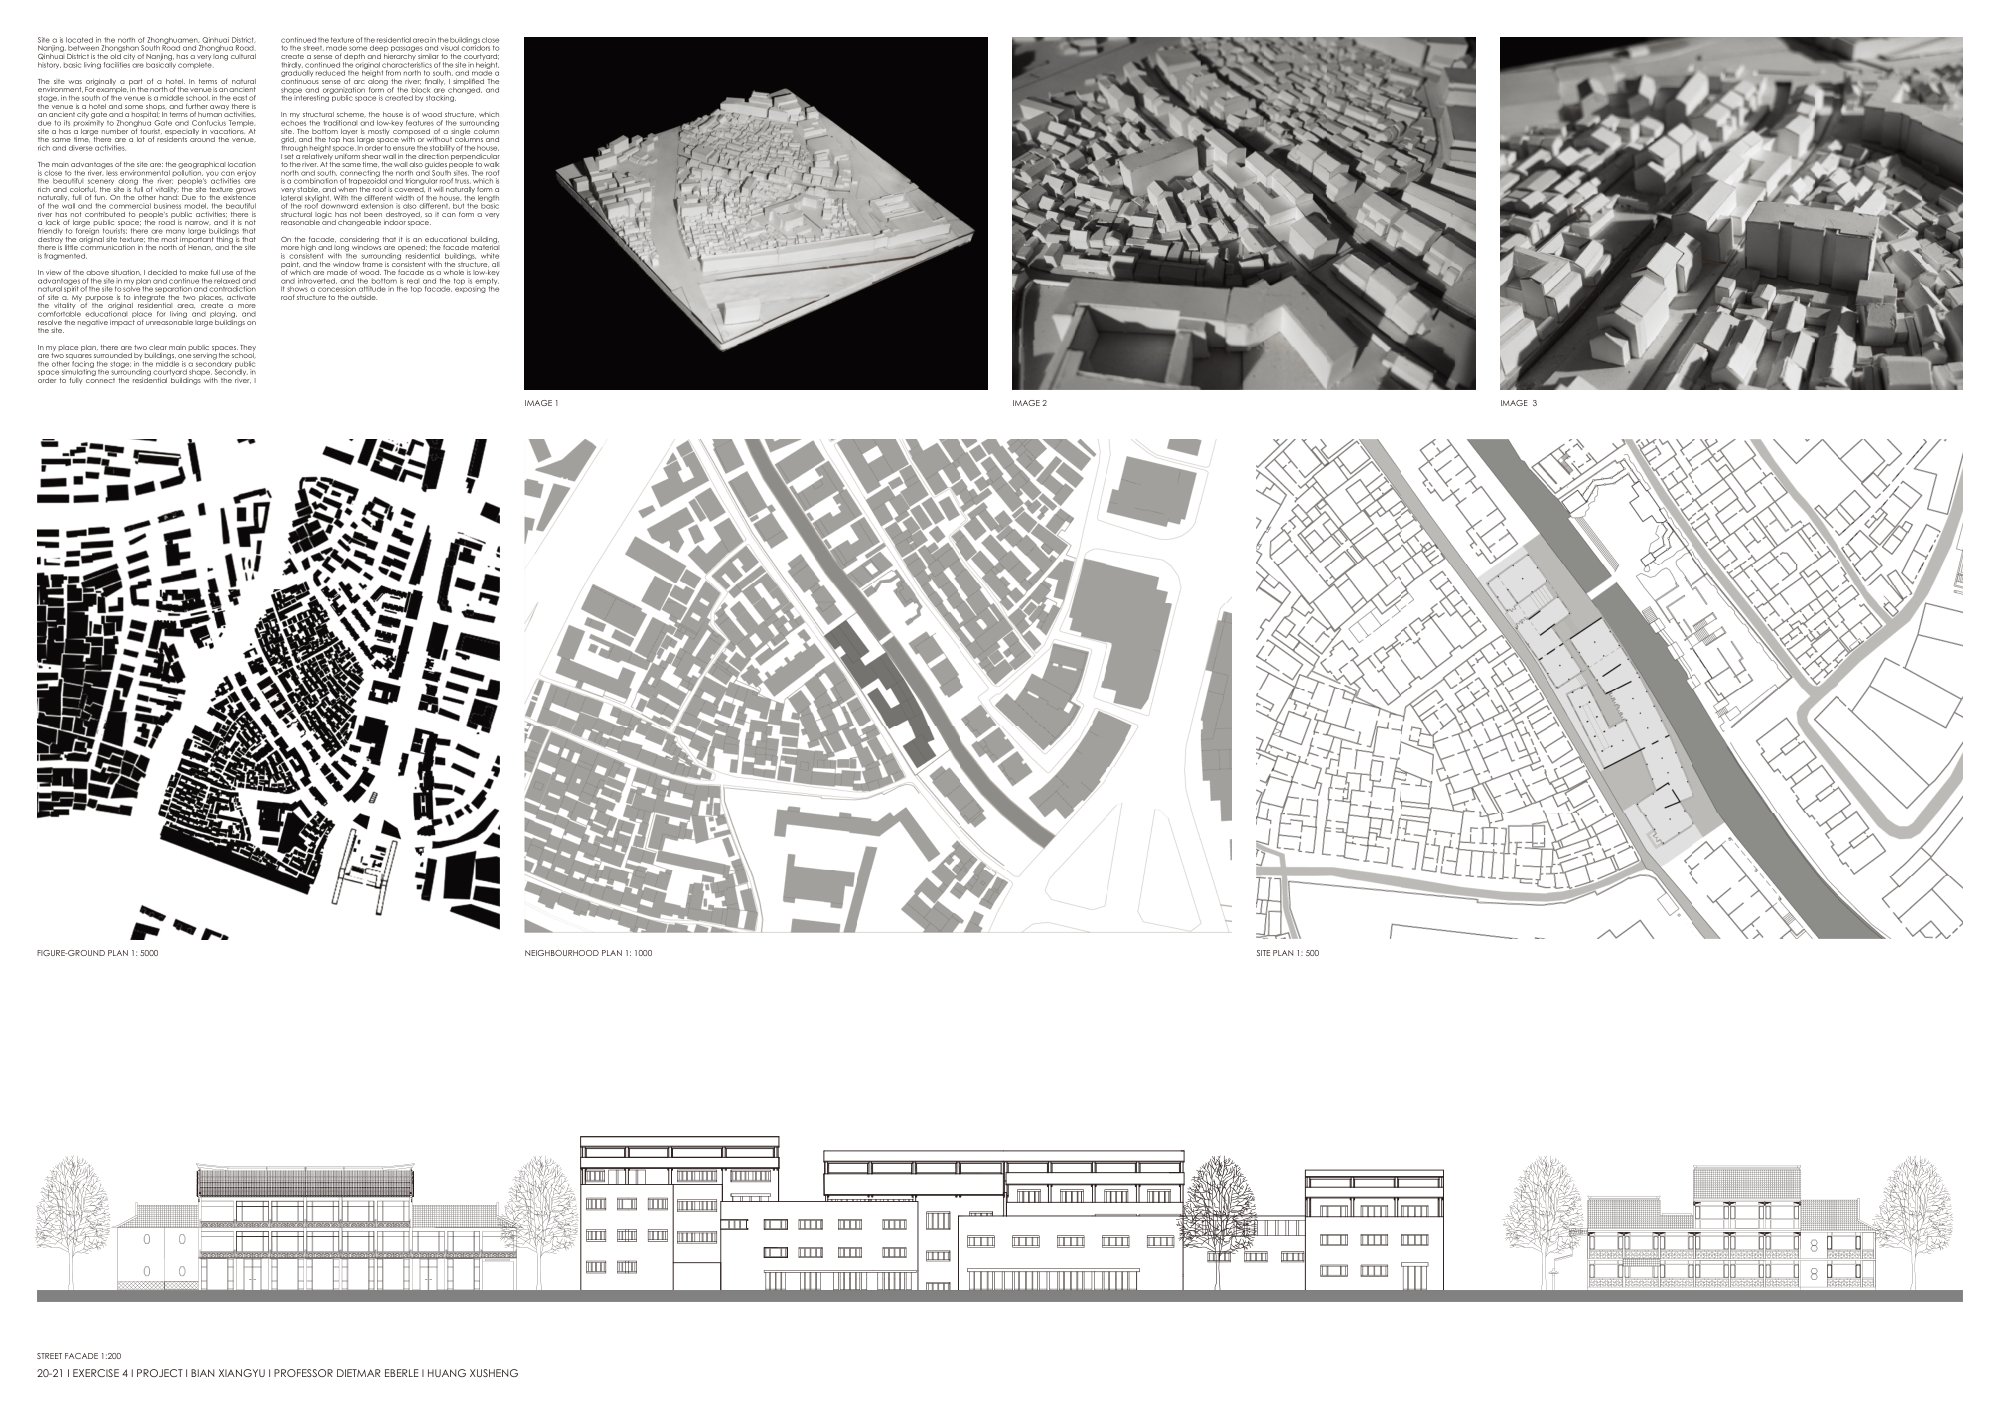 Site a is located in the north of Zhonghuamen, Qinhuai District,
Nanjing, between Zhongshan South Road and Zhonghua Road.
Qinhuai District is the old city of Nanjing, has a very long cultural
history, basic living facilities are basically complete.
The site was originally a part of a hotel. In terms of natural
environment, For example, in the north of the venue is an ancient
stage, in the south of the venue is a middle school, in the east of
the venue is a hotel and some shops, and further away there is
an ancient city gate and a hospital; In terms of human activities,
due to its proximity to Zhonghua Gate and Confucius Temple,
site a has a large number of tourist, especially in vacations. At
the same time, there are a lot of residents around the venue,
rich and diverse activities.
The main advantages of the site are: the geographical location
is close to the river, less environmental pollution, you can enjoy
the beautiful scenery along the river; people's activities are
rich and colorful, the site is full of vitality; the site texture grows
naturally, full of fun. On the other hand: Due to the existence
of the wall and the commercial business model, the beautiful
river has not contributed to people's public activities; there is
a lack of large public space; the road is narrow, and it is not
friendly to foreign tourists; there are many large buildings that
destroy the original site texture; the most important thing is that
there is little communication in the north of Henan, and the site
is fragmented.
In view of the above situation, I decided to make full use of the
advantages of the site in my plan and continue the relaxed and
natural spirit of the site to solve the separation and contradiction
of site a. My purpose is to integrate the two places, activate
the vitality of the original residential area, create a more
comfortable educational place for living and playing, and
resolve the negative impact of unreasonable large buildings on
the site.
In my place plan, there are two clear main public spaces. They
are two squares surrounded by buildings, one serving the school,
the other facing the stage; in the middle is a secondary public
space simulating the surrounding courtyard shape. Secondly, in
order to fully connect the residential buildings with the river, I
continued the texture of the residential area in the buildings close
to the street, made some deep passages and visual corridors to
create a sense of depth and hierarchy similar to the courtyard;
thirdly, continued the original characteristics of the site in height,
gradually reduced the height from north to south, and made a
continuous sense of arc along the river; finally, I simplified The
shape and organization form of the block are changed, and
the interesting public space is created by stacking.
In my structural scheme, the house is of wood structure, which
echoes the traditional and low-key features of the surrounding
site. The bottom layer is mostly composed of a single column
grid, and the top has large space with or without columns and
through height space. In order to ensure the stability of the house,
I set a relatively uniform shear wall in the direction perpendicular
to the river. At the same time, the wall also guides people to walk
north and south, connecting the north and South sites. The roof
is a combination of trapezoidal and triangular roof truss, which is
very stable, and when the roof is covered, it will naturally form a
lateral skylight. With the different width of the house, the length
of the roof downward extension is also different, but the basic
structural logic has not been destroyed, so it can form a very
reasonable and changeable indoor space.
On the facade, considering that it is an educational building,
more high and long windows are opened; the facade material
is consistent with the surrounding residential buildings, white
paint, and the window frame is consistent with the structure, all
of which are made of wood. The facade as a whole is low-key
and introverted, and the bottom is real and the top is empty.
It shows a concession attitude in the top facade, exposing the
roof structure to the outside.
IMAGE 1
IMAGE 2
IMAGE 3
FIGURE-GROUND PLAN 1: 5000
NEIGHBOURHOOD PLAN 1: 1000
SITE PLAN 1: 500
STREET FACADE 1:200
20-21 I EXERCISE 4 I PROJECT I BIAN XIANGYU I PROFESSOR DIETMAR EBERLE I HUANG XUSHENG